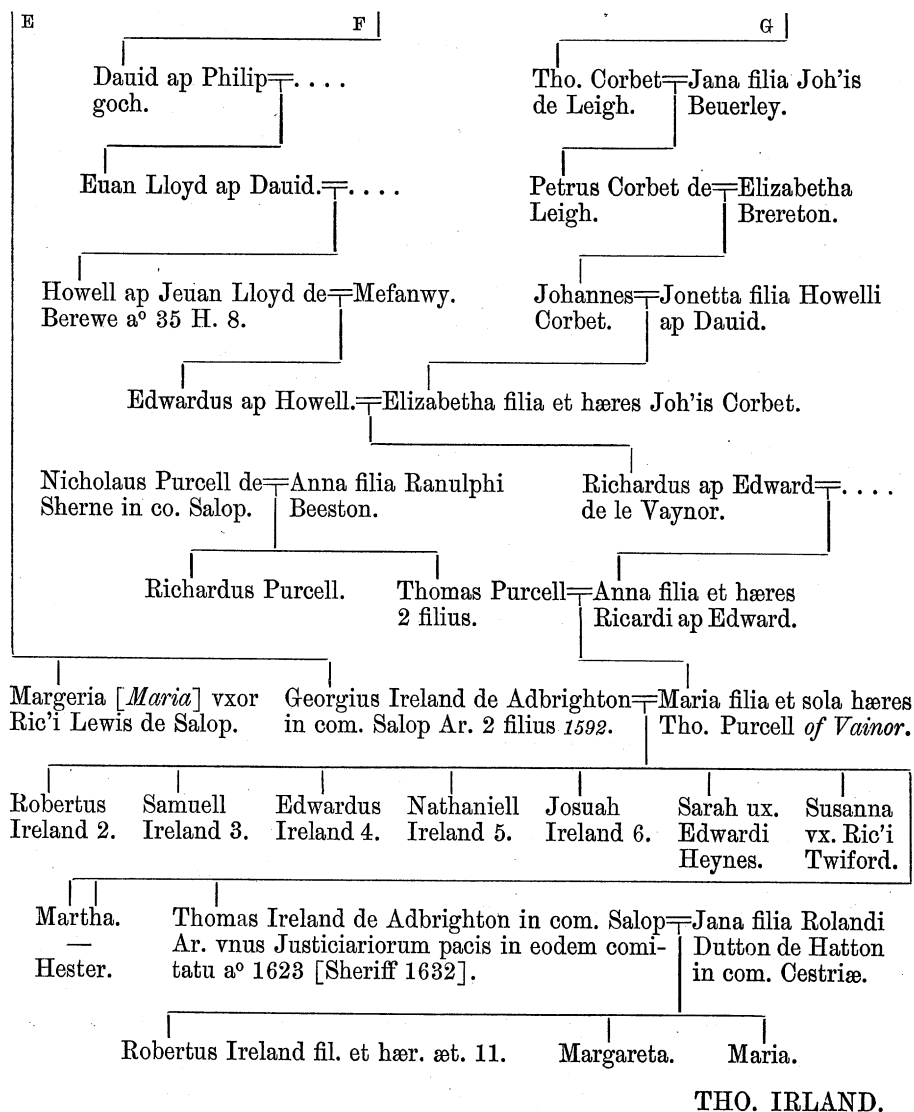 E F G
Dauid ap Philip=. . . .
goch.
Tho. Corbet=Jana filia Joh'is
de Leigh. Beuerley.
Euan Lloyd ap Dauid.=. . . .
Petrus Corbet de=Elizabetha
Leigh. Brereton.
Howell ap Jeuan Lloyd de=Mefanwy.
Berewe aº 35 H. 8.
Johannes=Jonetta filia Howelli
Corbet. ap Dauid.
Edwardus ap Howell.=Elizabetha filia et hæres Joh'is Corbet.
Nicholaus Purcell de=Anna filia Ranulphi
Sherne in co. Salop. Beeston.
Richardus ap Edward=. . . .
de le Vaynor.
Richardus Purcell.
Thomas Purcell=Anna filia et hæres
2 filius. Ricardi ap Edward.
Margeria [Maria] vxor
Ric'i Lewis de Salop.
Georgius Ireland de Adbrighton=Maria filia et sola hæres
in com. Salop Ar. 2 filius 1592. Tho. Purcell of Vainor.
Robertus
Ireland 2.
Samuell
Ireland 3.
Edwardus
Ireland 4.
Nathaniell
Ireland 5.
Josuah
Ireland 6.
Sarah ux.
Edwardi
Heynes.
Susanna
vx. Ric'i
Twiford.
Martha.
—
Hester.
Thomas Ireland de Adbrighton in com. Salop=Jana filia Rolandi
Ar. vnus Justiciariorum pacis in eodem comi- Dutton de Hatton
tatu aº 1623 [Sheriff 1632]. in com. Cestriæ.
Robertus Ireland fil. et hær. æt. 11. Margareta. Maria.
THO. IRLAND.